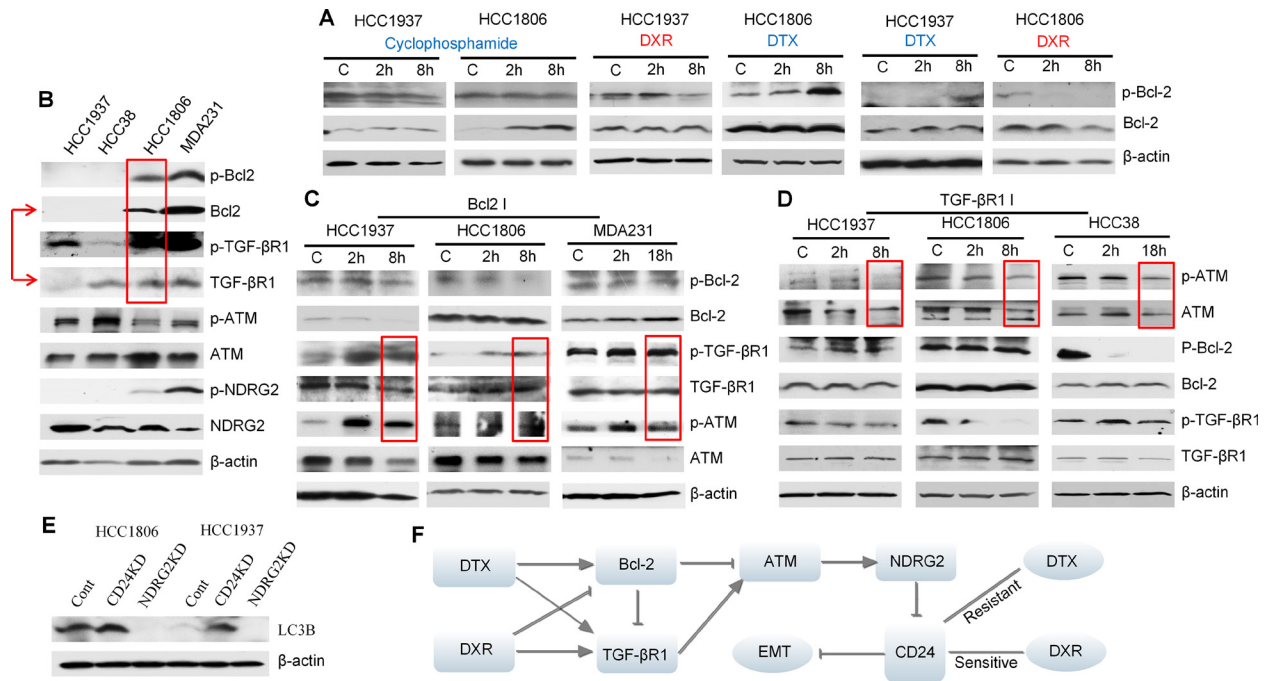 A
HCC1937 HCC1806 HCC1937 HCC1806 HCC1937 HCC1806
Cyclophosphamide DXR DTX DTX DXR
C 2h 8h C 2h 8h C 2h 8h C 2h 8h C 2h 8h C 2h 8h
p-Bcl-2
Bcl-2
β-actin
B
HCC1937 HCC38 HCC1806 MDA231
p-Bcl2
Bcl2
p-TGF-βR1
TGF-βR1
p-ATM
ATM
p-NDRG2
NDRG2
β-actin
C
Bcl2 I
HCC1937 HCC1806 MDA231
C 2h 8h C 2h 8h C 2h 18h
p-Bcl-2
Bcl-2
p-TGF-βR1
TGF-βR1
p-ATM
ATM
β-actin
D
TGF-βR1 I
HCC1937 HCC1806 HCC38
C 2h 8h C 2h 8h C 2h 18h
p-ATM
ATM
P-Bcl-2
Bcl-2
p-TGF-βR1
TGF-βR1
β-actin
E
HCC1806 HCC1937
Cont CD24KD NDRG2KD Cont CD24KD NDRG2KD
LC3B
β-actin
F
DTX Bcl-2 ATM NDRG2 DTX
Resistant
DXR TGF-βR1 EMT CD24 Sensitive DXR